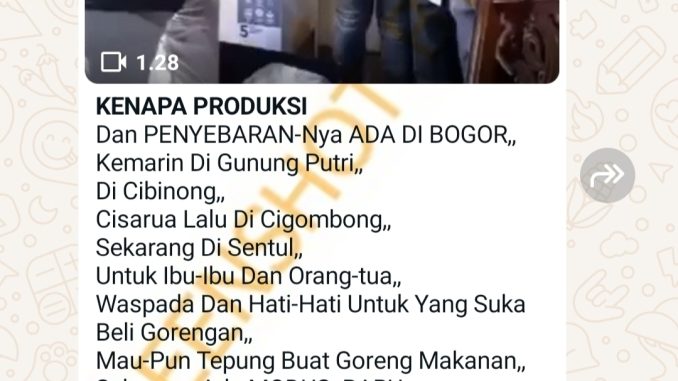 5
1.28
KENAPA PRODUKSI
Dan PENYEBARAN-Nya ADA DI BOGOR,,
Kemarin Di Gunung Putri,,
Di Cibinong,,
Cisarua Lalu Di Cigombong,,
Sekarang Di Sentul,,
Untuk Ibu-Ibu Dan Orang-tua,,
Waspada Dan Hati-Hati Untuk Yang Suka
Beli Gorengan,,
Mau-Pun Tepung Buat Goreng Makanan,,